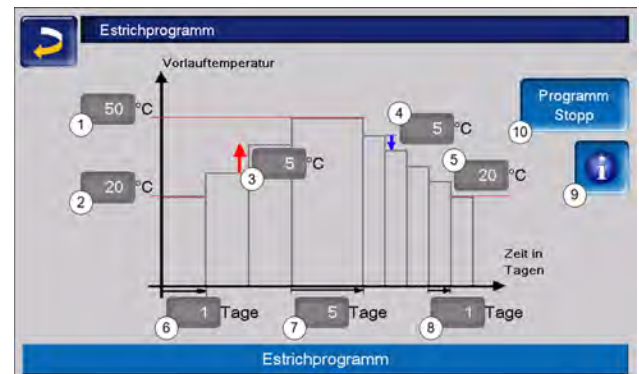 Estrichprogramm
Vorlauftemperatur
50 °C
1
20 °C
2
3
5 °C
4
5 °C
5
20 °C
Programm
Stopp
10
i
9
Zeit in
Tagen
6
1 Tage
7
5 Tage
8
1 Tage
Estrichprogramm